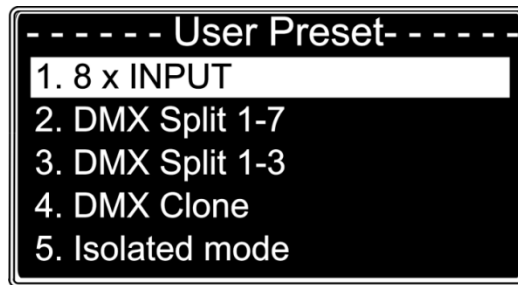 - - - - - - User Preset- - - - - -
1. 8 x INPUT
2. DMX Split 1-7
3. DMX Split 1-3
4. DMX Clone
5. Isolated mode